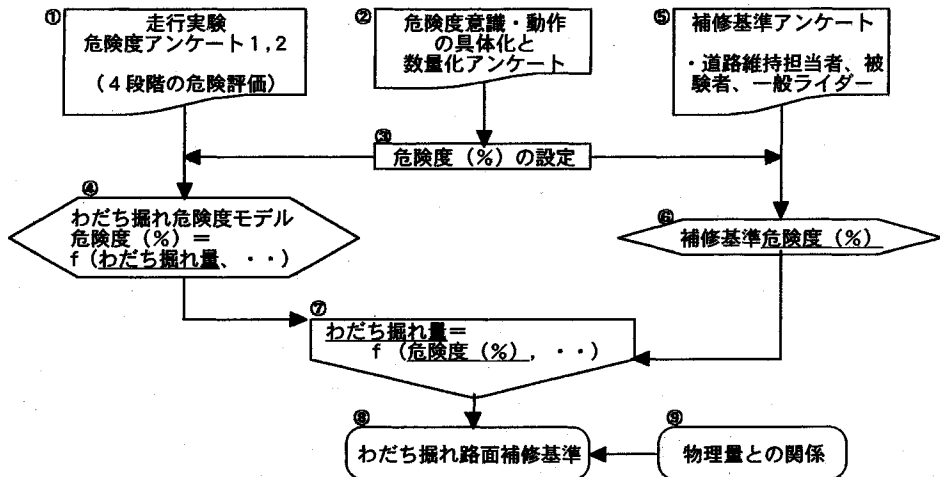 ①
走行実験
危険度アンケート1,2
(4段階の危険評価)
②
危険度意識・動作
の具体化と
数量化アンケート
⑤
補修基準アンケート
・道路維持担当者、被
験者、一般ライダー
③
危険度(%)の設定
④
わだち掘れ危険度モデル
危険度(%)=
f(わだち掘れ量、・・)
⑥
補修基準危険度(%)
⑦
わだち掘れ量=
f(危険度(%),・・)
⑧
わだち掘れ路面補修基準
⑨
物理量との関係